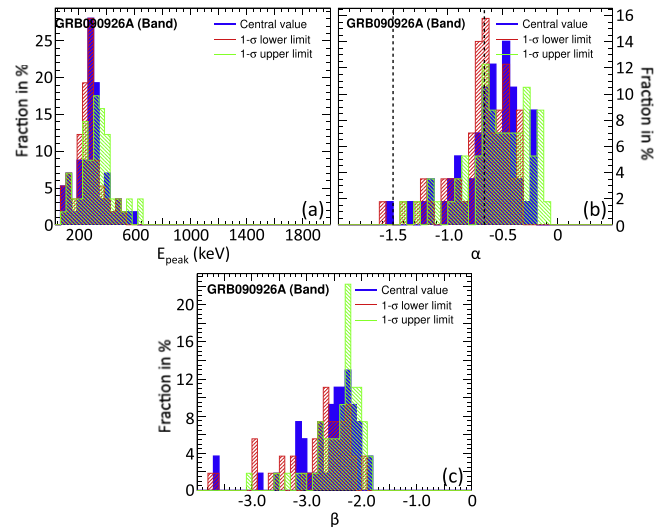 GRB090926A (Band)
Central value
1-σ lower limit
1-σ upper limit
Fraction in %
25
20
15
10
5
0
200
600
1000
1400
1800
E peak (keV)
(a)
GRB090926A (Band)
Central value
1-σ lower limit
1-σ upper limit
16
14
12
10
8
6
4
2
0
Fraction in %
-1.5
-1.0
-0.5
0
α
(b)
GRB090926A (Band)
Central value
1-σ lower limit
1-σ upper limit
Fraction in %
20
16
12
8
4
0
-3.0
-3.0
-2.0
-1.0
0
β
(c)